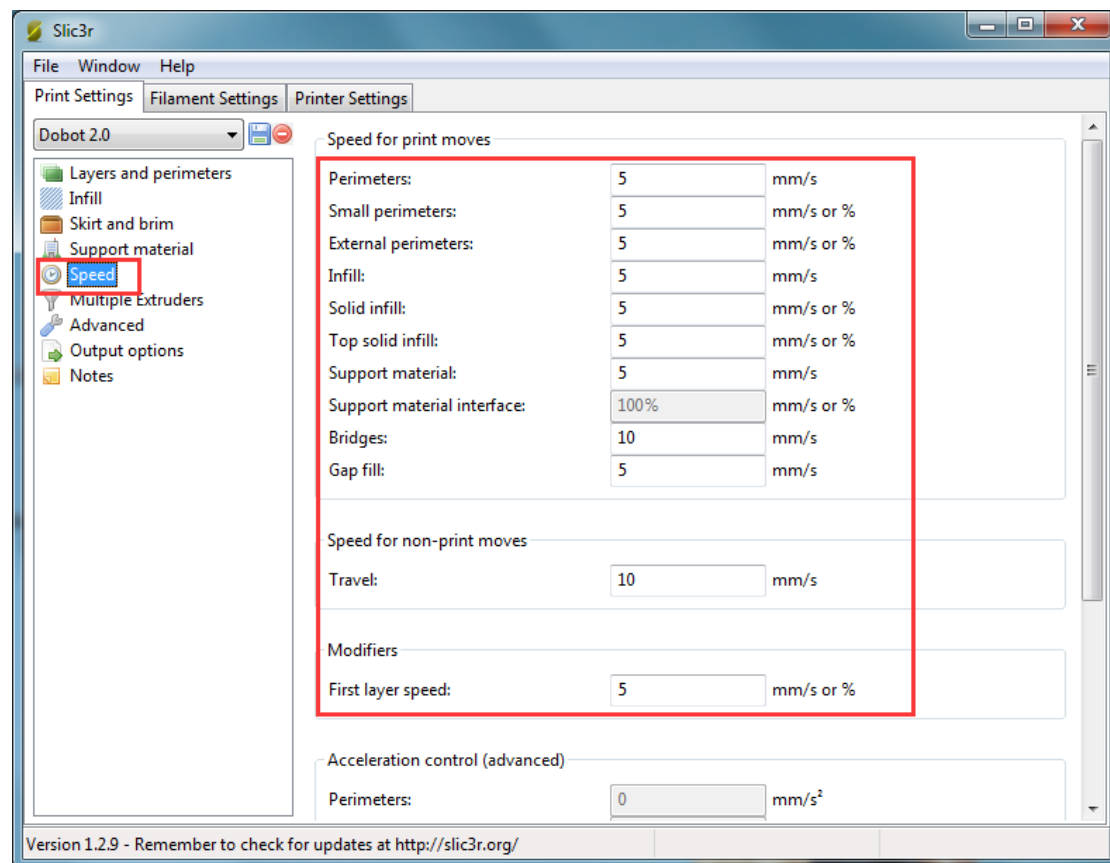 Slic3r
File Window Help
Print Settings Filament Settings Printer Settings
Dobot 2.0
Layers and perimeters
Infill
Skirt and brim
Support material
Speed
Multiple Extruders
Advanced
Output options
Notes
Speed for print moves
Perimeters: 5 mm/s
Small perimeters: 5 mm/s or %
External perimeters: 5 mm/s or %
Infill: 5 mm/s
Solid infill: 5 mm/s or %
Top solid infill: 5 mm/s or %
Support material: 5 mm/s
Support material interface: 100% mm/s or %
Bridges: 10 mm/s
Gap fill: 5 mm/s
Speed for non-print moves
Travel: 10 mm/s
Modifiers
First layer speed: 5 mm/s or %
Acceleration control (advanced)
Perimeters: 0 mm/s²
Version 1.2.9 - Remember to check for updates at http://slic3r.org/